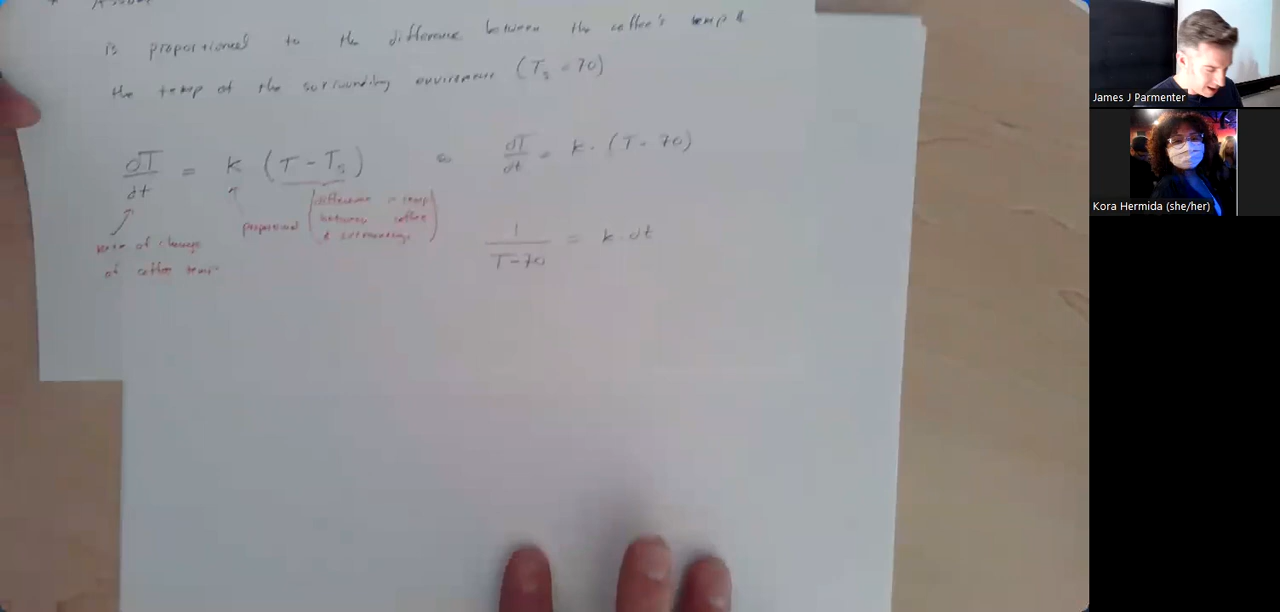 is proportional to the difference between the coffee's temp &
the temp of the surrounding environment (Ts = 70)
dT/dt = k (T - Ts) so dT/dt = k · (T - 70)
rate of change
of coffee temp
proportional
difference in temp
between coffee
& surroundings
1/(T-70) = k · dt
James J Parmenter
Kora Hermida (she/her)